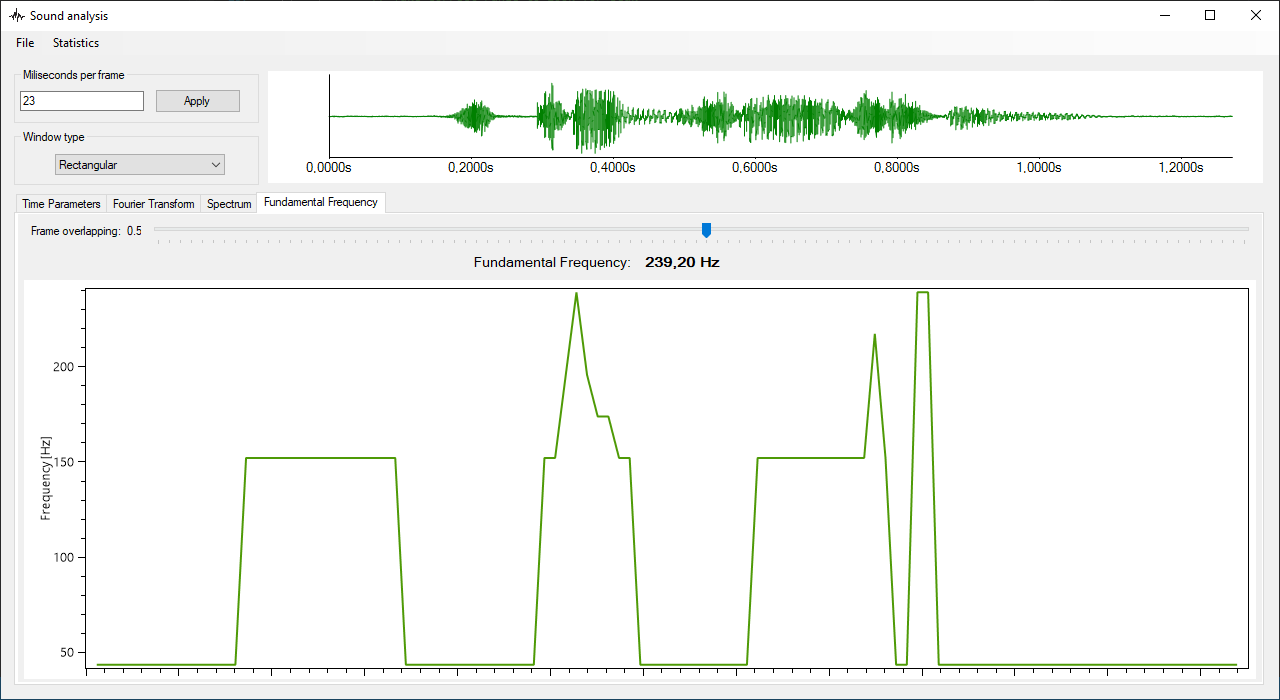 Sound analysis
File Statistics
Miliseconds per frame
23 Apply
Window type
Rectangular
0,0000s 0,2000s 0,4000s 0,6000s 0,8000s 1,0000s 1,2000s
Time Parameters Fourier Transform Spectrum Fundamental Frequency
Frame overlapping: 0.5
Fundamental Frequency: 239,20 Hz
200
150
100
50
Frequency [Hz]